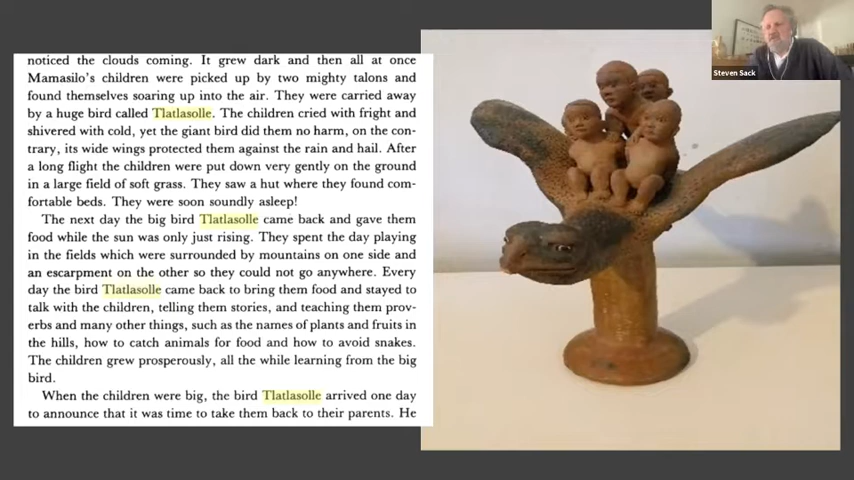 noticed the clouds coming. It grew dark and then all at once
Mamasilo's children were picked up by two mighty talons and
found themselves soaring up into the air. They were carried away
by a huge bird called Tlatlasolle. The children cried with fright and
shivered with cold, yet the giant bird did them no harm, on the con-
trary, its wide wings protected them against the rain and hail. After
a long flight the children were put down very gently on the ground
in a large field of soft grass. They saw a hut where they found com-
fortable beds. They were soon soundly asleep!
The next day the big bird Tlatlasolle came back and gave them
food while the sun was only just rising. They spent the day playing
in the fields which were surrounded by mountains on one side and
an escarpment on the other so they could not go anywhere. Every
day the bird Tlatlasolle came back to bring them food and stayed to
talk with the children, telling them stories, and teaching them prov-
erbs and many other things, such as the names of plants and fruits in
the hills, how to catch animals for food and how to avoid snakes.
The children grew prosperously, all the while learning from the big
bird.
When the children were big, the bird Tlatlasolle arrived one day
to announce that it was time to take them back to their parents. He
Steven Sack